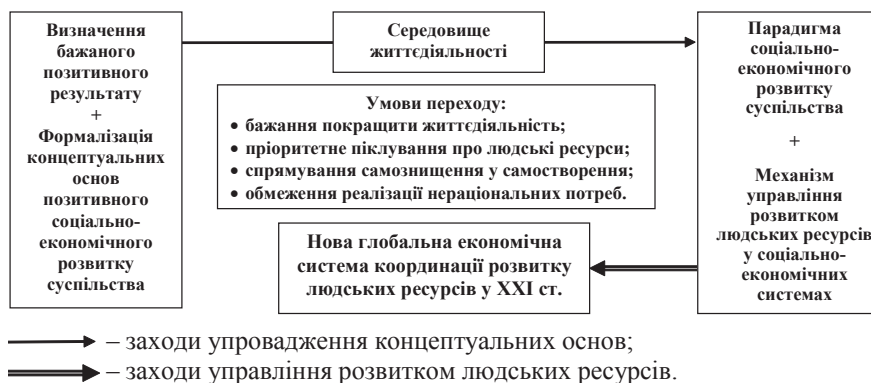 Визначення
бажаного
позитивного
результату
+
Формалізація
концептуальних
основ
позитивного
соціально-
економічного
розвитку
суспільства
Середовище
життєдіяльності
Умови переходу:
• бажання покращити життєдіяльність;
• пріоритетне піклування про людські ресурси;
• спрямування самознищення у самостворення;
• обмеження реалізації нераціональних потреб.
Нова глобальна економічна
система координації розвитку
людських ресурсів у XXI ст.
Парадигма
соціально-
економічного
розвитку
суспільства
+
Механізм
управління
розвитком
людських ресурсів
у соціально-
економічних
системах
– заходи упровадження концептуальних основ;
– заходи управління розвитком людських ресурсів.